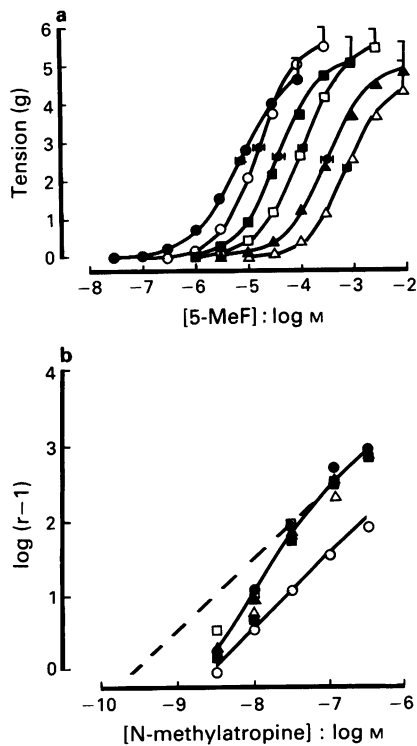 a
6
5
4
3
2
1
0
Tension (g)
−8 −7 −6 −5 −4 −3 −2
[5-MeF] : log M
b
4
3
2
1
0
log (r−1)
−10 −9 −8 −7 −6
[N-methylatropine] : log M